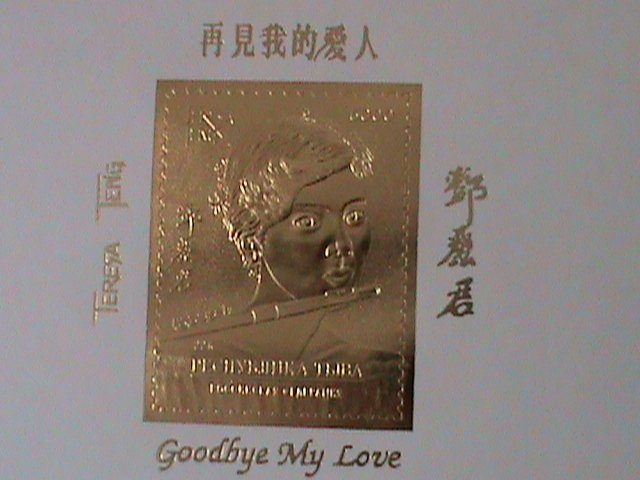 再見我的愛人
TERESA TENG
鄧麗君
РЕСПУБЛИКА ТЫВА
Goodbye My Love